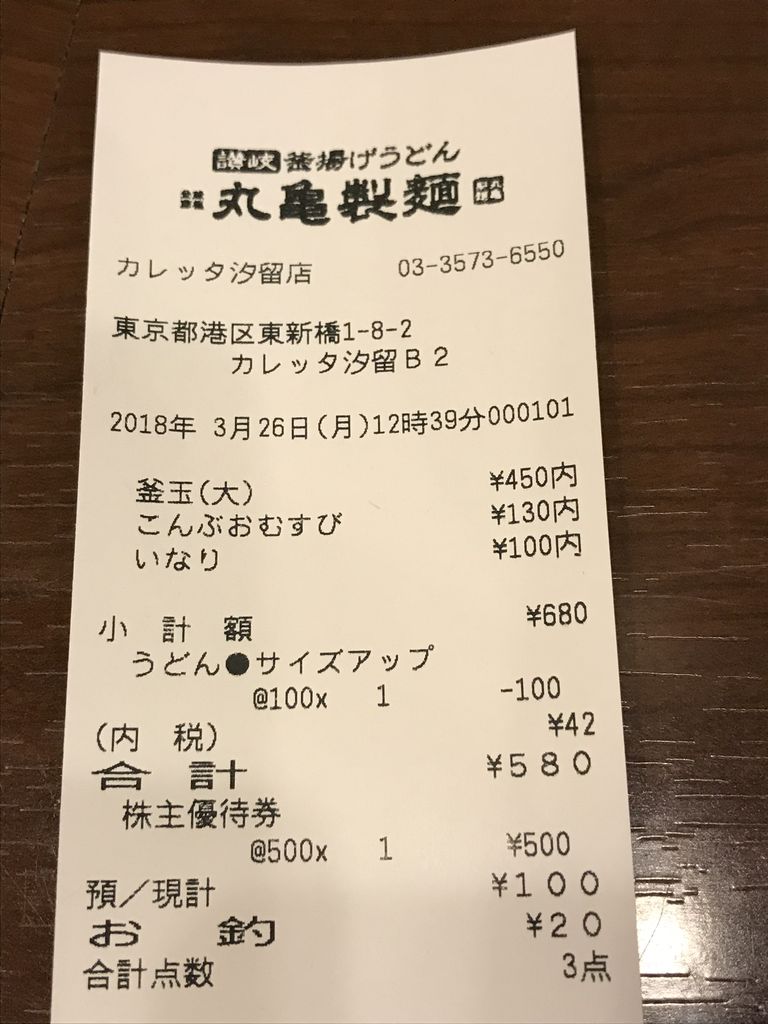 讃岐 釜揚げうどん
丸亀製麺
カレッタ汐留店 03-3573-6550
東京都港区東新橋1-8-2
カレッタ汐留B2
2018年 3月26日(月)12時39分000101
釜玉(大) ¥450内
こんぶおむすび ¥130内
いなり ¥100内
小 計 額 ¥680
うどん●サイズアップ
@100x 1 -100
(内 税) ¥42
合 計 ¥580
株主優待券
@500x 1 ¥500
預/現計 ¥100
お 釣 ¥20
合計点数 3点